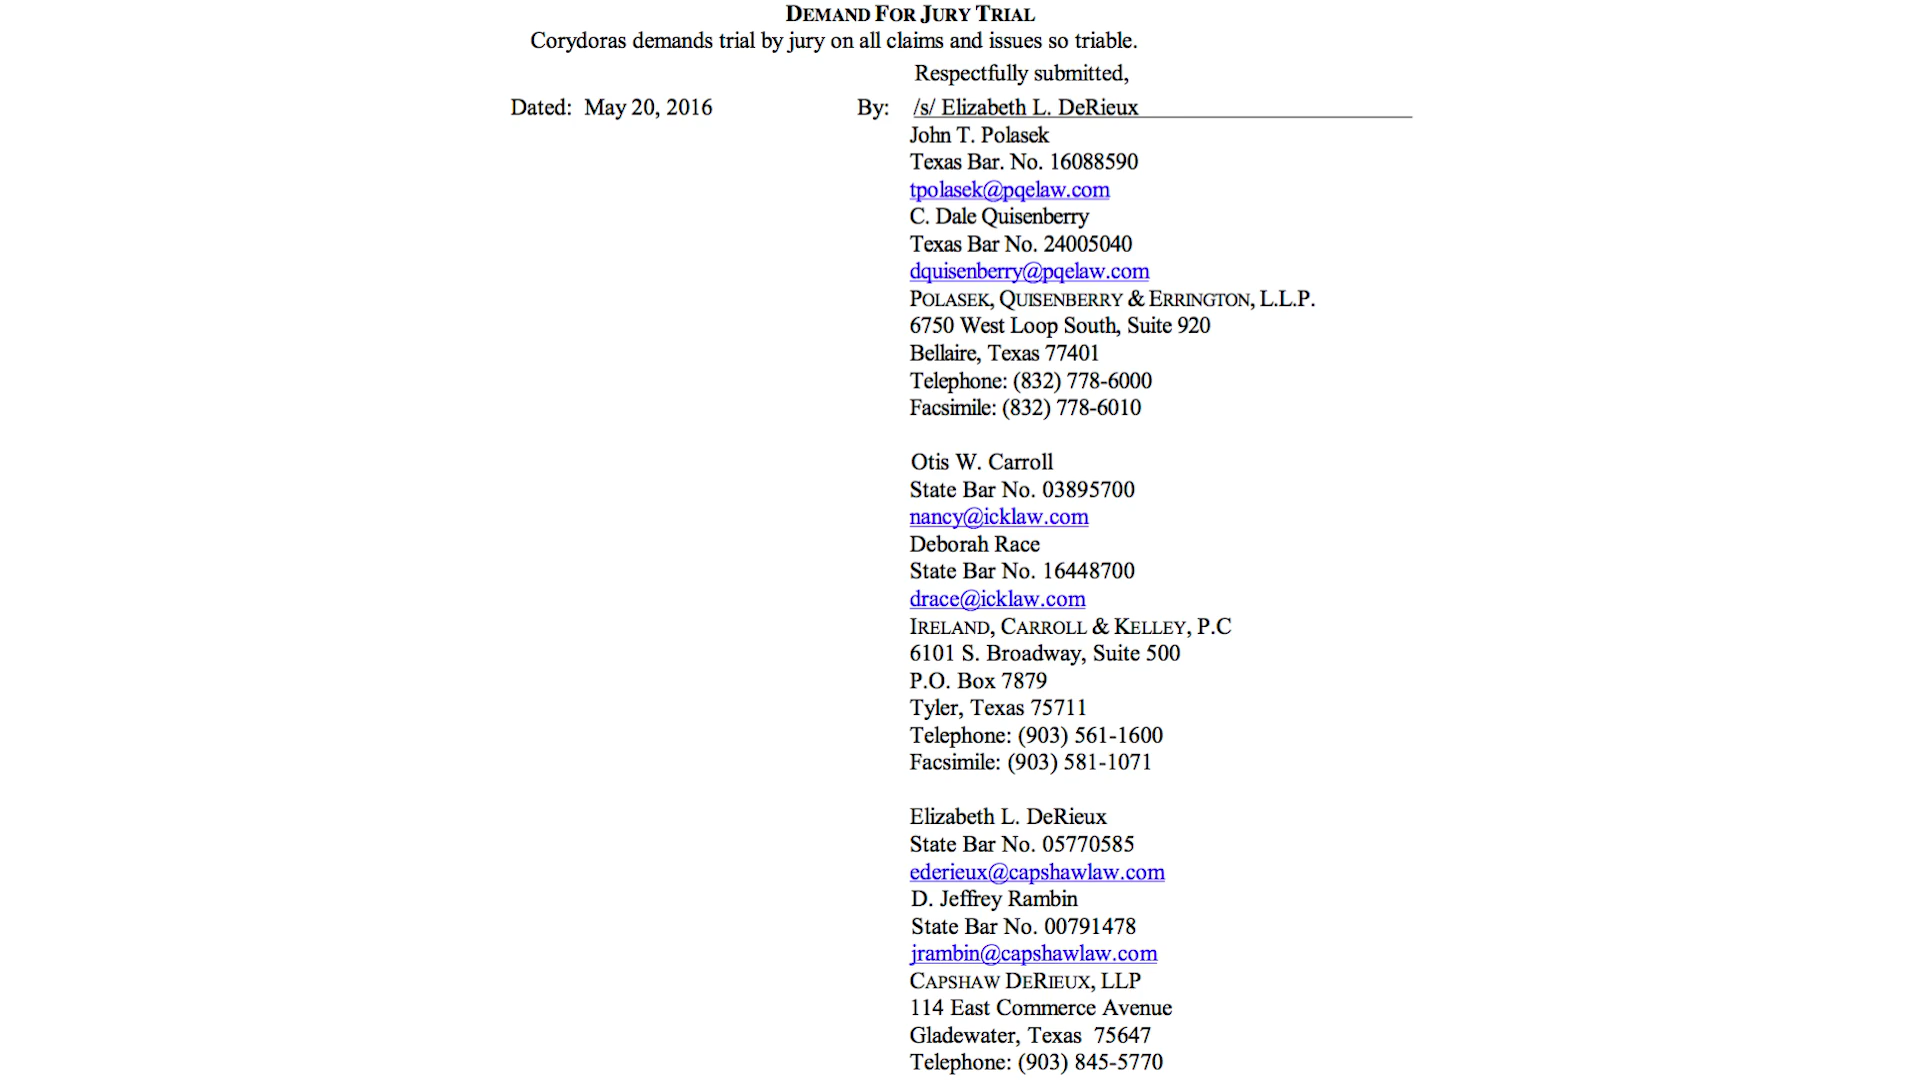 DEMAND FOR JURY TRIAL
Corydoras demands trial by jury on all claims and issues so triable.
Respectfully submitted,
Dated: May 20, 2016 By: /s/ Elizabeth L. DeRieux
John T. Polasek
Texas Bar. No. 16088590
tpolasek@pqelaw.com
C. Dale Quisenberry
Texas Bar No. 24005040
dquisenberry@pqelaw.com
POLASEK, QUISENBERRY & ERRINGTON, L.L.P.
6750 West Loop South, Suite 920
Bellaire, Texas 77401
Telephone: (832) 778-6000
Facsimile: (832) 778-6010
Otis W. Carroll
State Bar No. 03895700
nancy@icklaw.com
Deborah Race
State Bar No. 16448700
drace@icklaw.com
IRELAND, CARROLL & KELLEY, P.C
6101 S. Broadway, Suite 500
P.O. Box 7879
Tyler, Texas 75711
Telephone: (903) 561-1600
Facsimile: (903) 581-1071
Elizabeth L. DeRieux
State Bar No. 05770585
ederieux@capshawlaw.com
D. Jeffrey Rambin
State Bar No. 00791478
jrambin@capshawlaw.com
CAPSHAW DERIEUX, LLP
114 East Commerce Avenue
Gladewater, Texas 75647
Telephone: (903) 845-5770